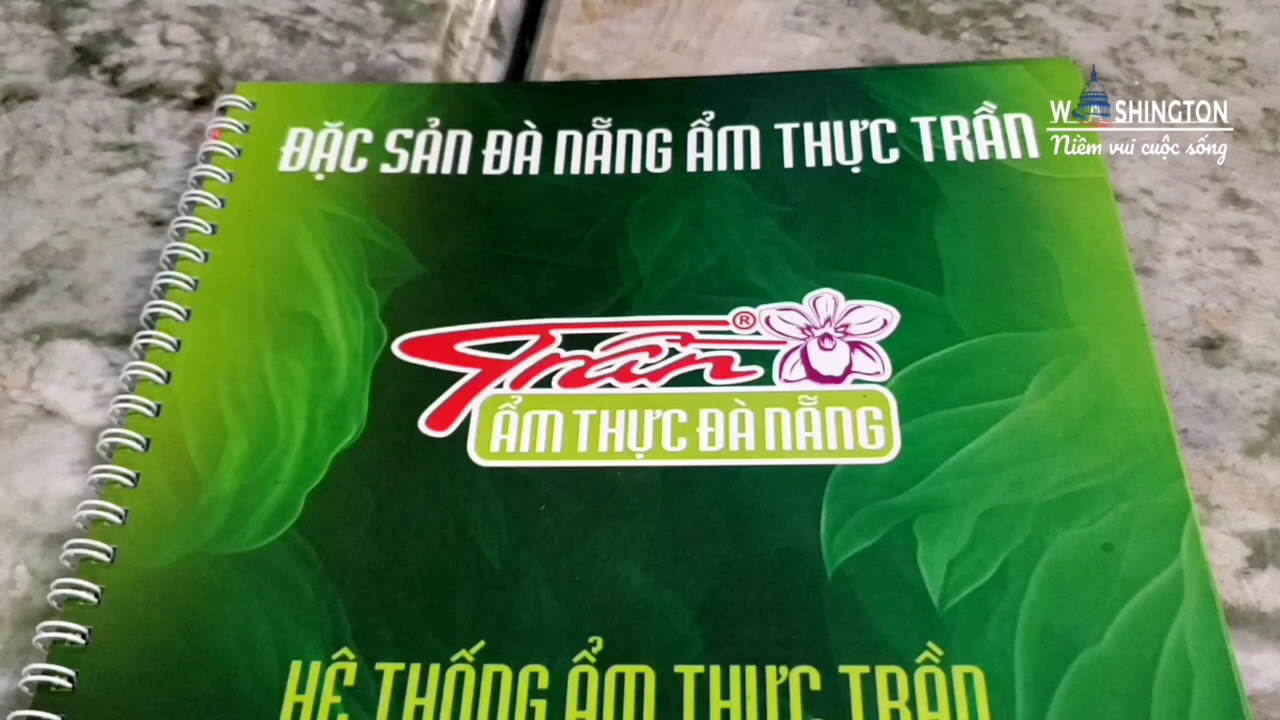 ĐẶC SẢN ĐÀ NẴNG ẨM THỰC TRẦN
WASHINGTON
Niềm vui cuộc sống
Trần ®
ẨM THỰC ĐÀ NẴNG
HỆ THỐNG ẨM THỰC TRẦN